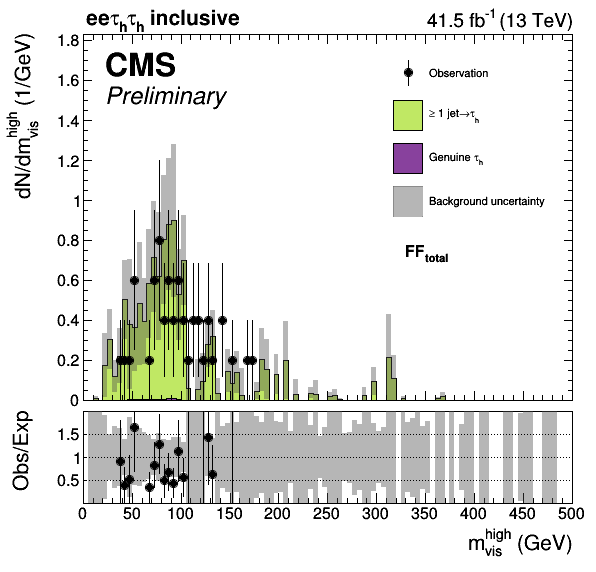 eeτhτh inclusive
41.5 fb-1 (13 TeV)
CMS
Preliminary
Observation
≥ 1 jet→τh
Genuine τh
Background uncertainty
FFtotal
dN/dmvishigh (1/GeV)
1.8
1.6
1.4
1.2
1
0.8
0.6
0.4
0.2
0
Obs/Exp
1.5
1
0.5
0 50 100 150 200 250 300 350 400 450 500
mvishigh (GeV)